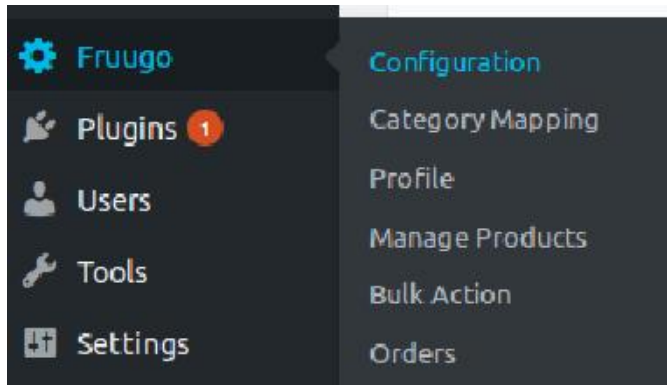 Fruugo
Plugins 1
Users
Tools
Settings
Configuration
Category Mapping
Profile
Manage Products
Bulk Action
Orders